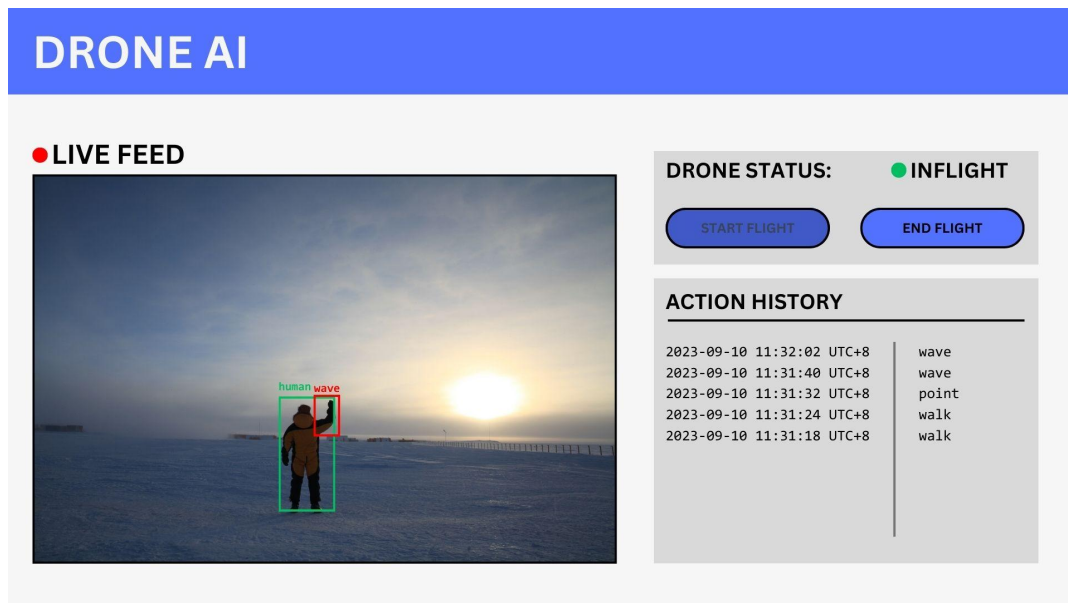 DRONE AI
LIVE FEED
human wave
DRONE STATUS: INFLIGHT
START FLIGHT END FLIGHT
ACTION HISTORY
2023-09-10 11:32:02 UTC+8 wave
2023-09-10 11:31:40 UTC+8 wave
2023-09-10 11:31:32 UTC+8 point
2023-09-10 11:31:24 UTC+8 walk
2023-09-10 11:31:18 UTC+8 walk